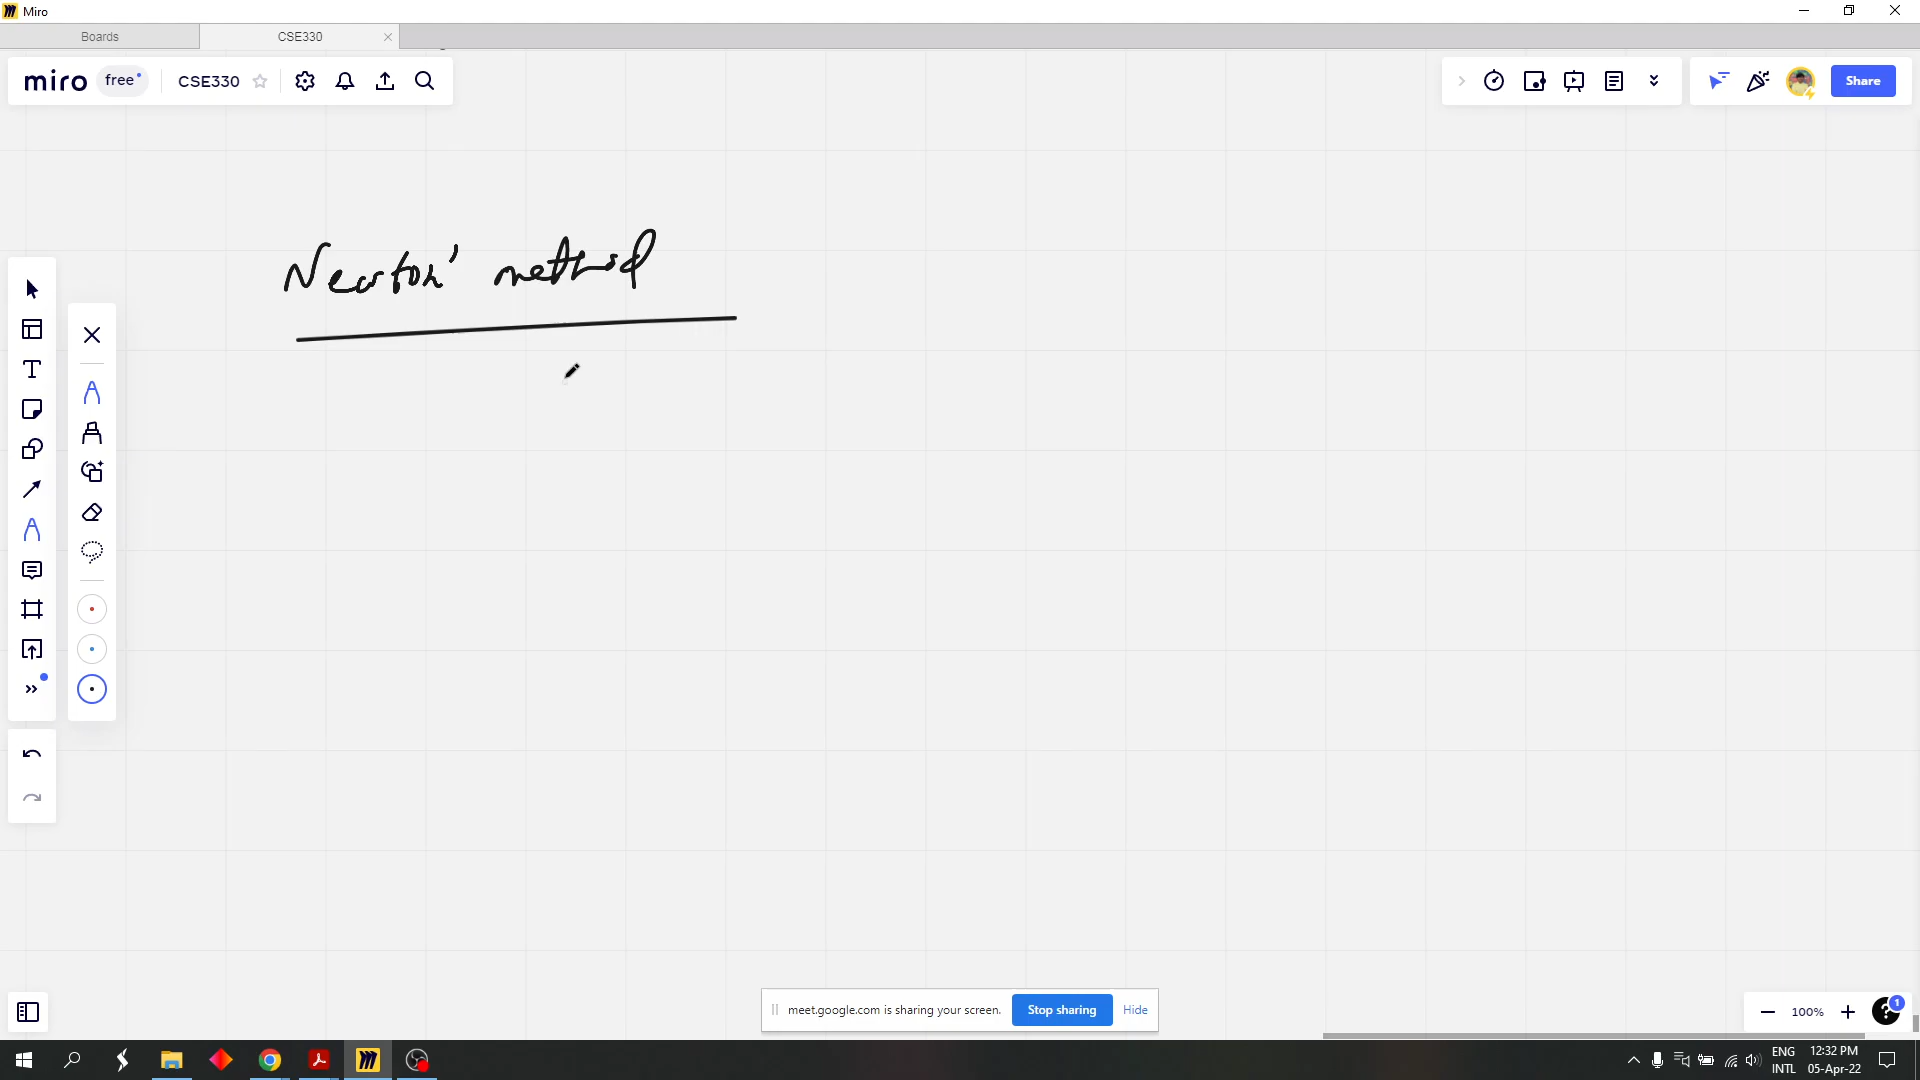 Miro
Boards
CSE330
miro
free
CSE330
Share
Newton' method
meet.google.com is sharing your screen.
Stop sharing
Hide
100%
1
ENG
INTL
12:32 PM
05-Apr-22